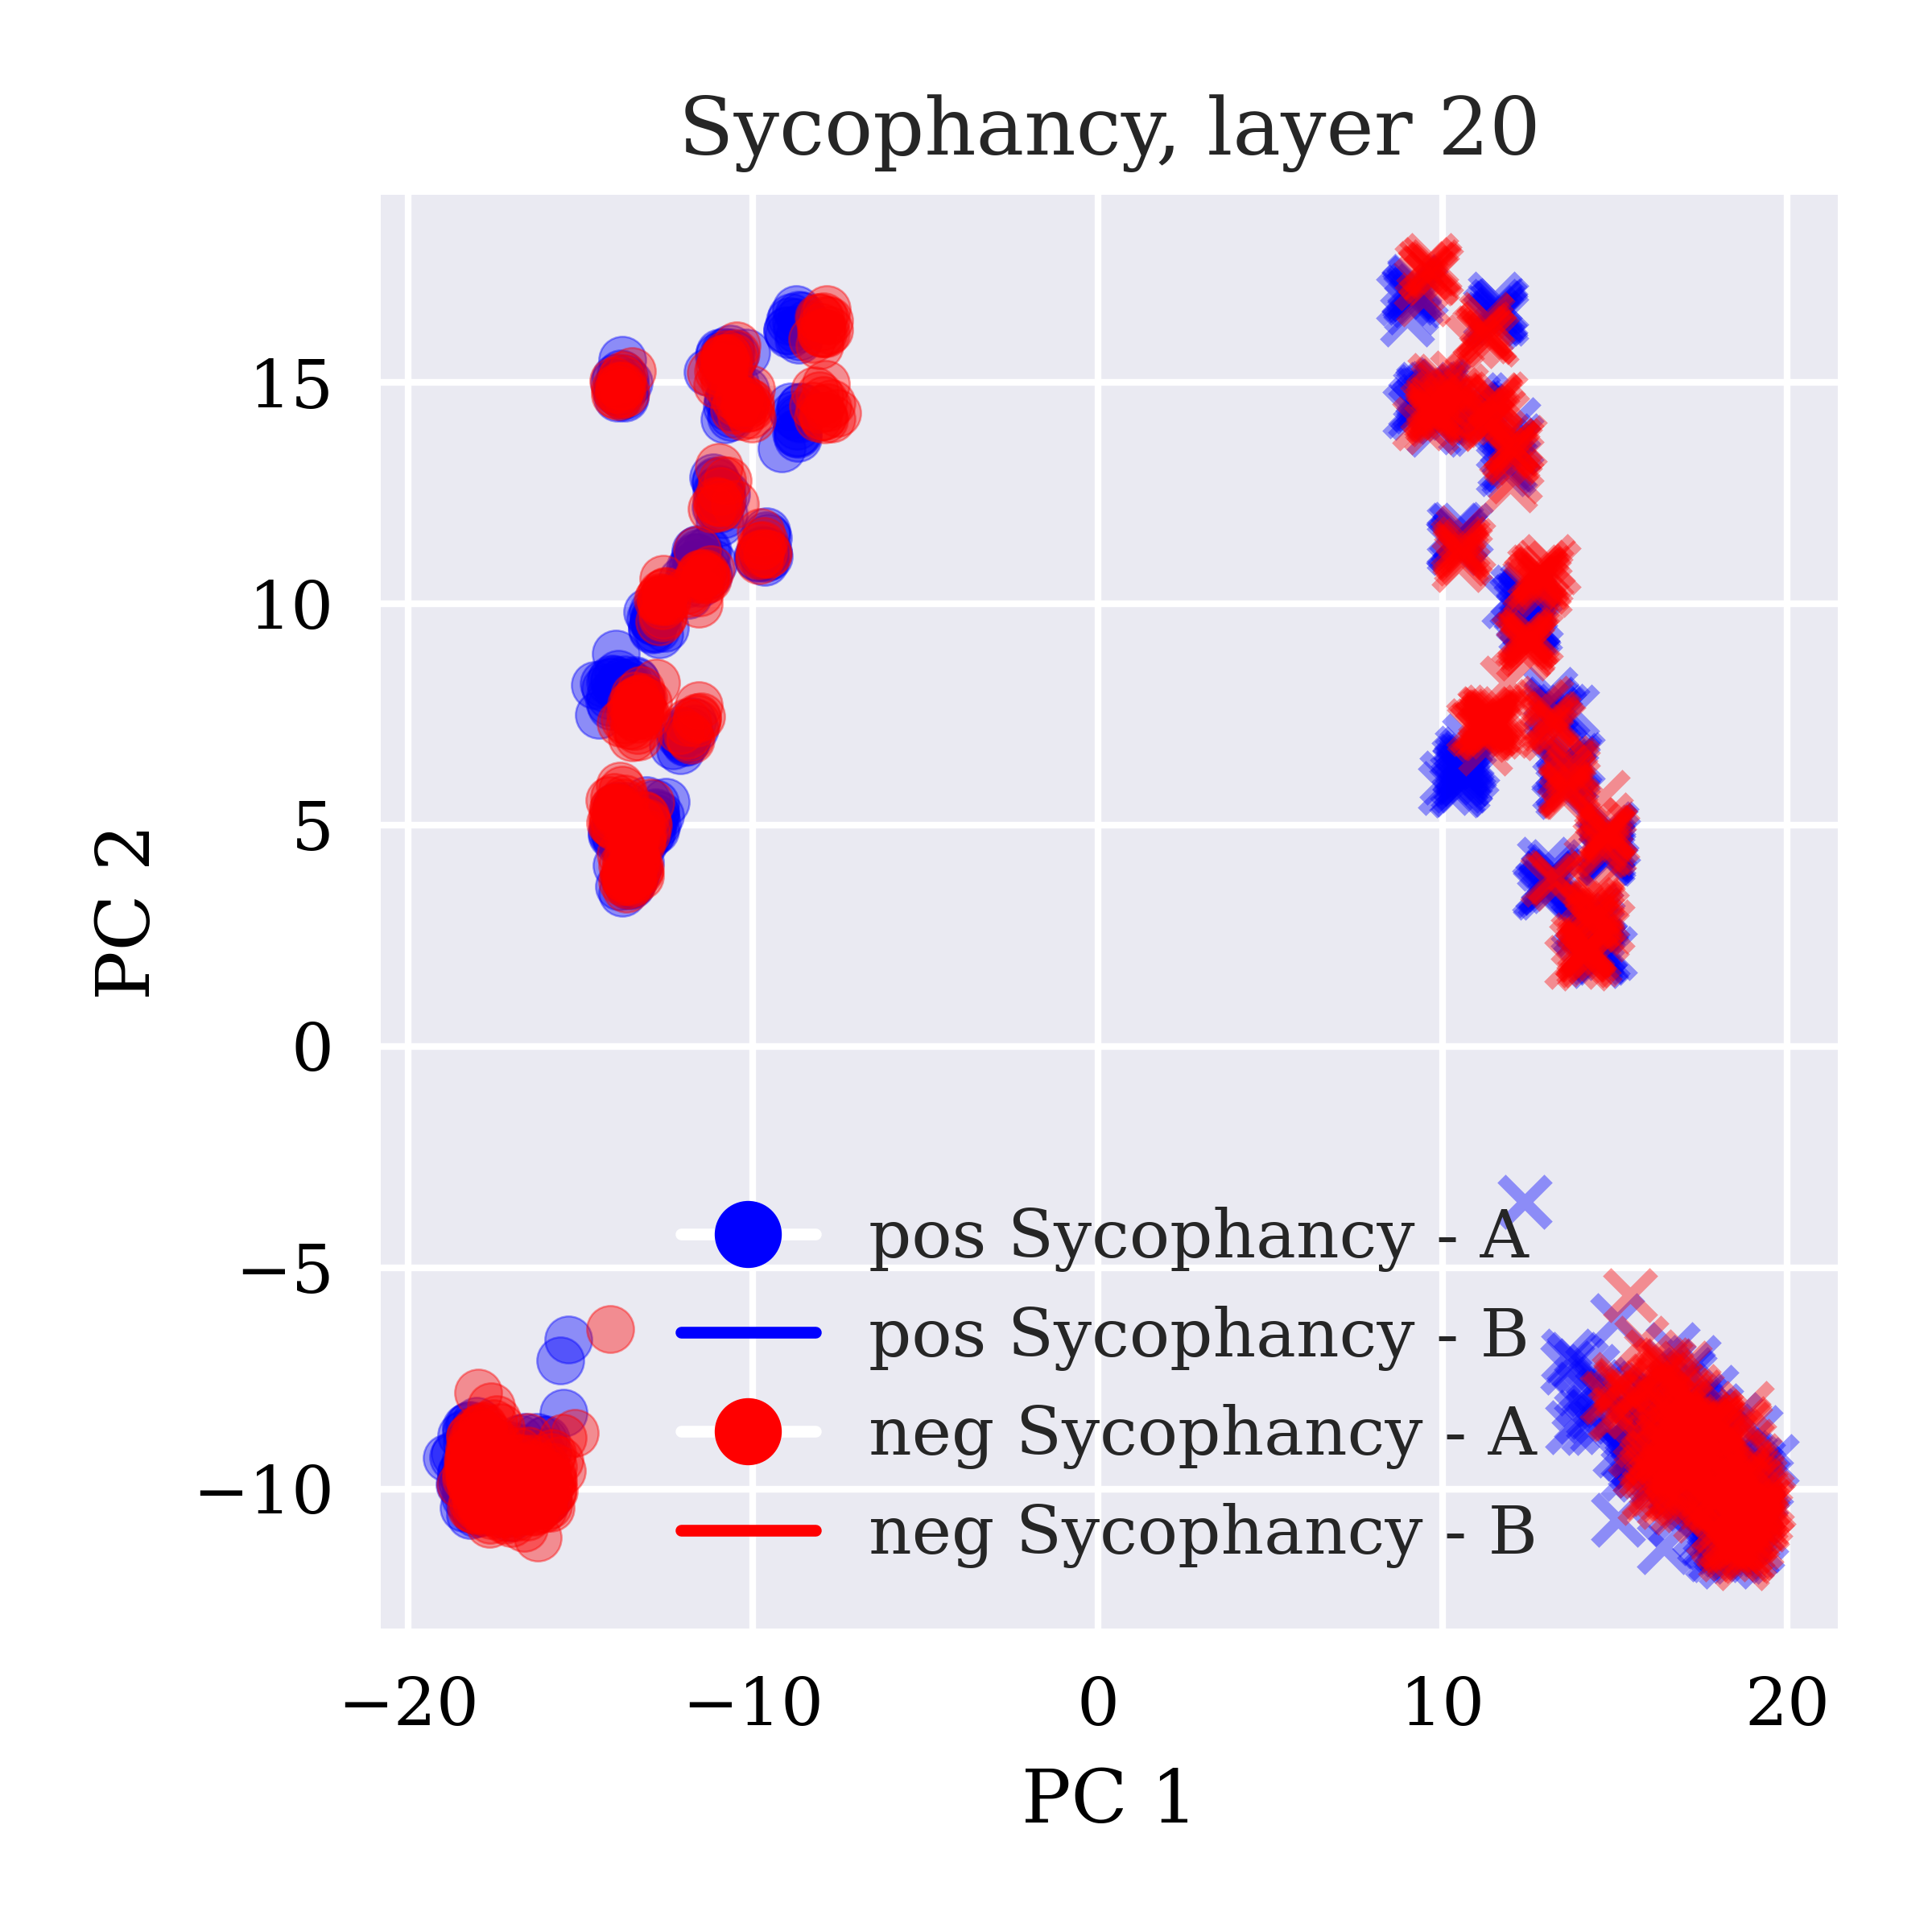 Sycophancy, layer 20
15
10
5
0
−5
−10
PC 2
pos Sycophancy - A
pos Sycophancy - B
neg Sycophancy - A
neg Sycophancy - B
−20 −10 0 10 20
PC 1